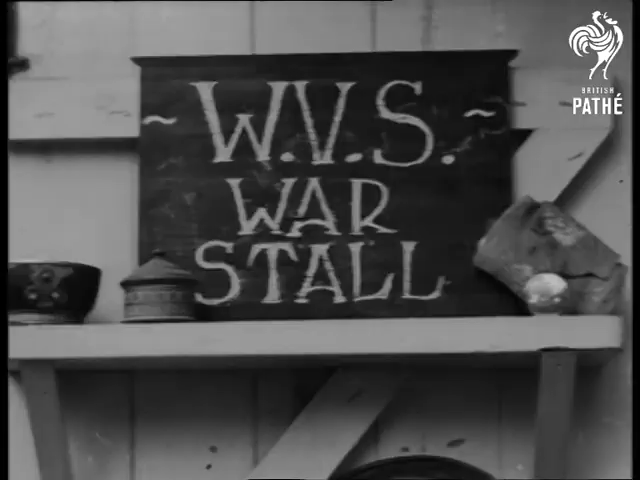 BRITISH
PATHÉ
~ W.V.S. ~
WAR
STALL